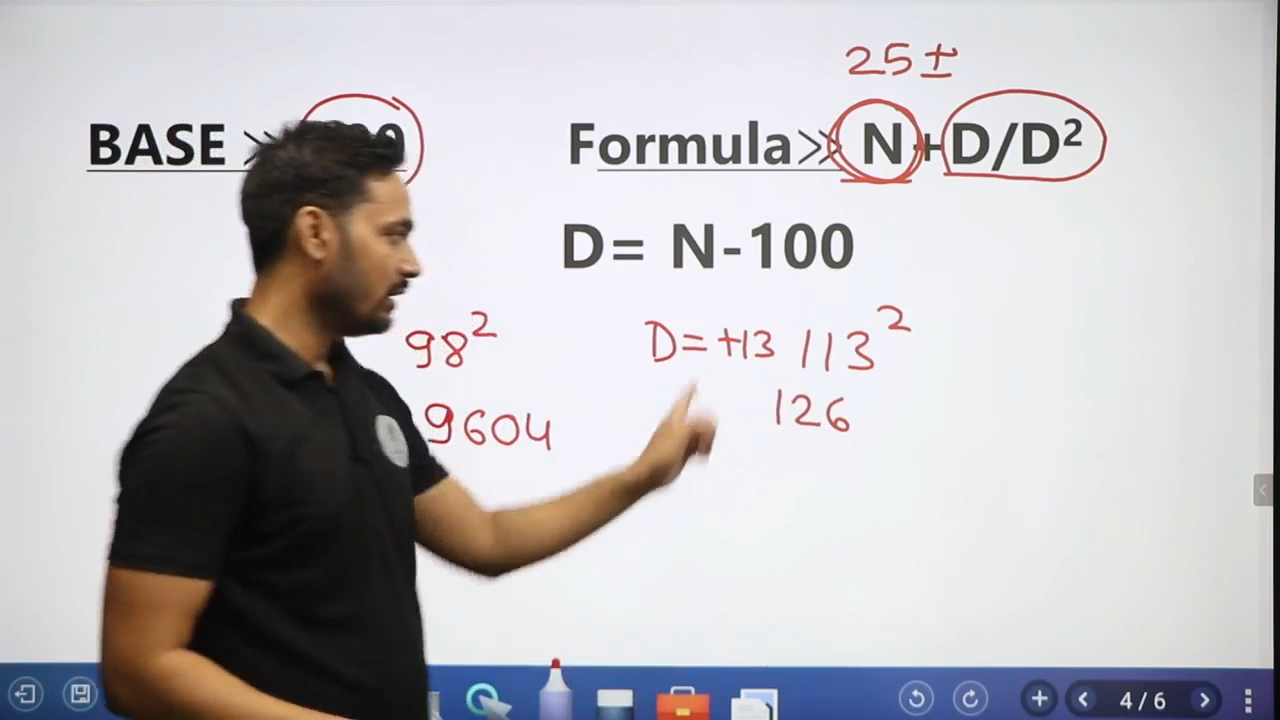 25±
BASE >> Formula>> N+D/D²
D= N-100
98² D=+13 113²
9604 126
4/6